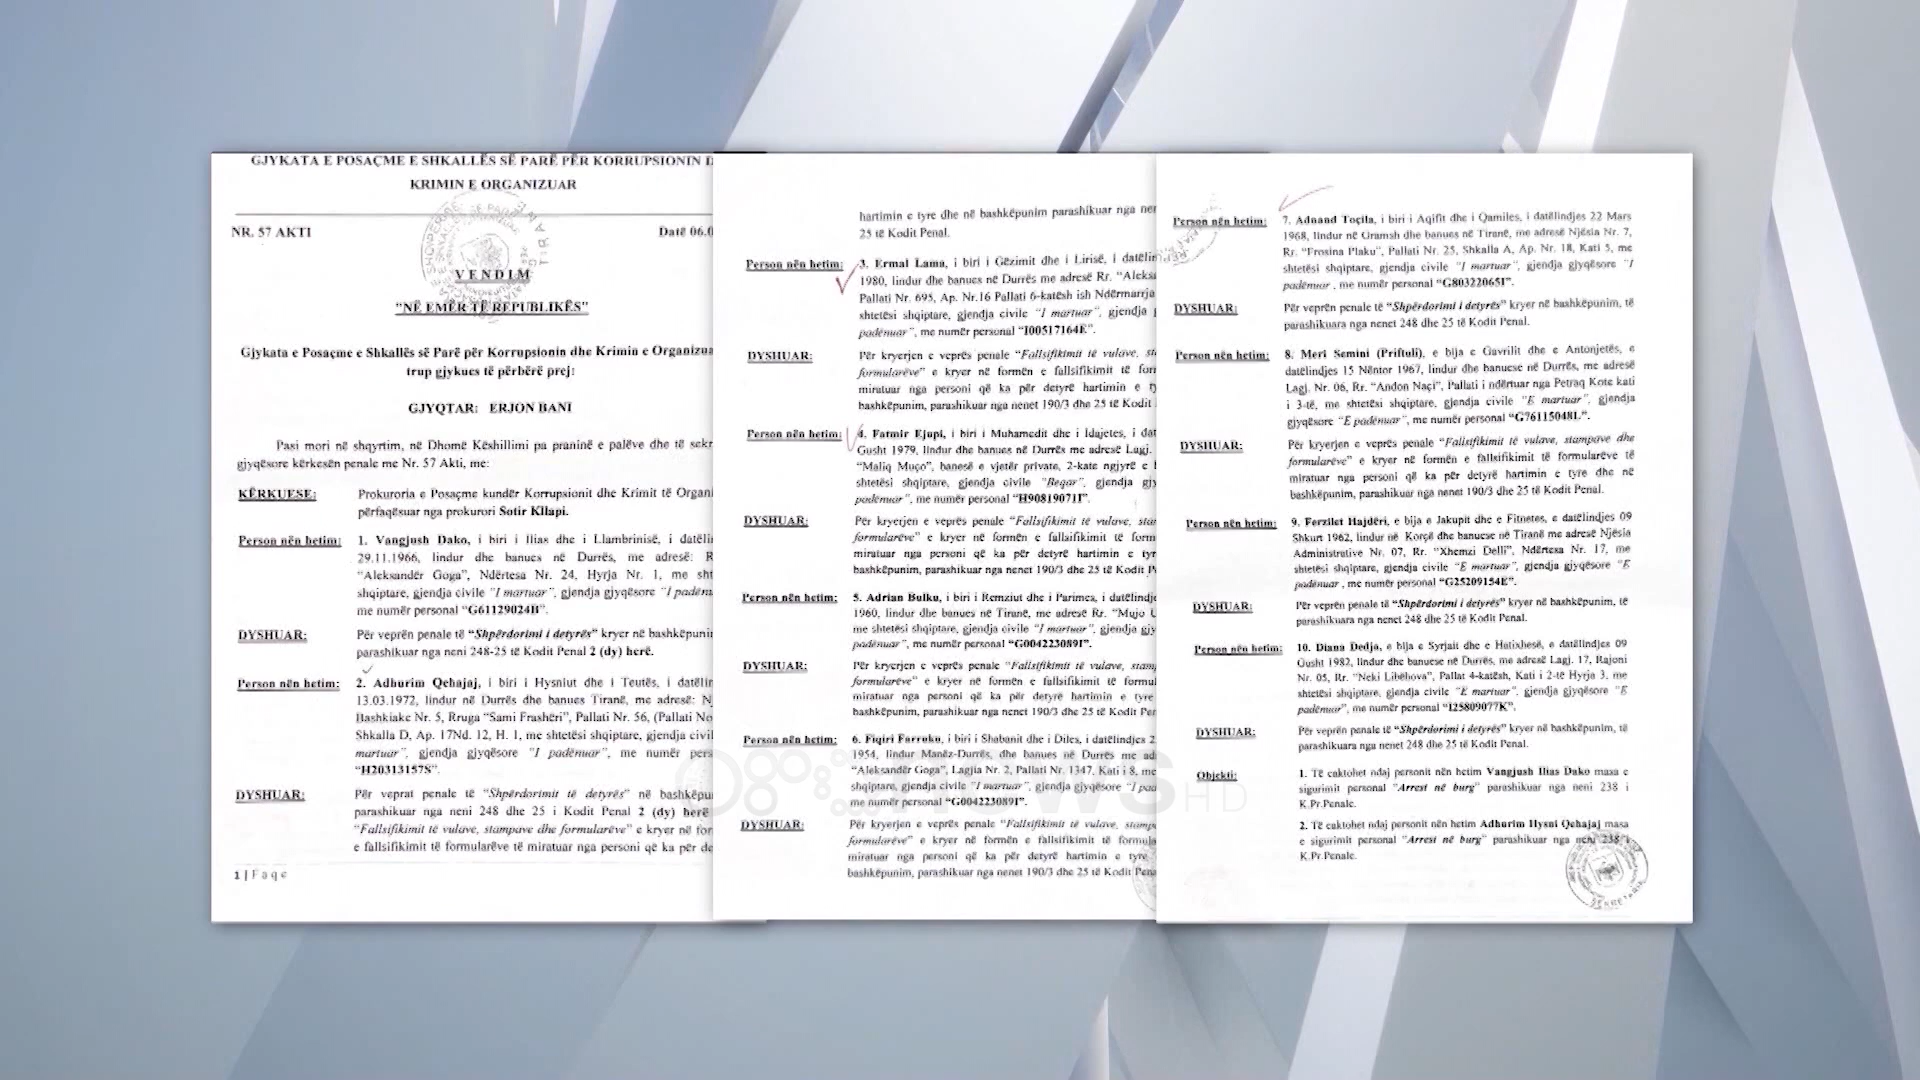 GJYKATA E POSAÇME E SHKALLËS SË PARË PËR KORRUPSIONIN D
KRIMIN E ORGANIZUAR
NR. 57 AKTI
Datë 06.0
VENDIM
"NË EMËR TË REPUBLIKËS"
Gjykata e Posaçme e Shkallës së Parë për Korrupsionin dhe Krimin e Organizua
trup gjykues të përbërë prej:
GJYQTAR: ERJON BANI
Pasi mori në shqyrtim, në Dhomë Këshillimi pa praninë e palëve dhe të sekr
gjyqësore kërkesën penale me Nr. 57 Akti, me:
KËRKUESE: Prokuroria e Posaçme kundër Korrupsionit dhe Krimit të Organi
përfaqësuar nga prokurori Sotir Kllapi.
Person nën hetim: 1. Vangjush Dako, i biri i Ilias dhe i Llambrinisë, i datëlin
29.11.1966, lindur dhe banues në Durrës, me adresë: R
"Aleksandër Goga", Ndërtesa Nr. 24, Hyrja Nr. 1, me sht
shqiptare, gjendja civile "I martuar", gjendja gjyqësore "I padënu
me numër personal
DYSHUAR: Për veprën penale të "Shpërdorimi i detyrës" kryer në bashkëpunin
parashikuar nga neni 248-25 të Kodit Penal 2 (dy) herë.
Person nën hetim: 2. Adhurim Qehajaj, i biri i Hysniut dhe i Teutës, i datëlin
13.03.1972, lindur në Durrës dhe banues Tiranë, me adresë: Nj
Bashkiake Nr. 5, Rruga "Sami Frashëri", Pallati Nr. 56, (Pallati No
Shkalla D, Ap. 17Nd. 12, H. 1, me shtetësi shqiptare, gjendja civil
martuar", gjendja gjyqësore "I padënuar", me numër pers
"H20313157S".
DYSHUAR: Për veprat penale të "Shpërdorimit të detyrës" në bashkëpu
parashikuar nga neni 248 dhe 25 i Kodit Penal 2 (dy) herë
"Fallsifikimit të vulave, stampave dhe formularëve" e kryer në for
e fallsifikimit të formularëve të miratuar nga personi që ka për de
1 | Faqe
hartimin e tyre dhe në bashkëpunim parashikuar nga nen
25 të Kodit Penal.
Person nën hetim: 3. Ermal Lama, i biri i Gëzimit dhe i Lirisë, i datëlin
1980, lindur dhe banues në Durrës me adresë Rr. "Aleks
Pallati Nr. 695, Ap. Nr.16 Pallati 6-katësh ish Ndërmarrja
shtetësi shqiptare, gjendja civile "I martuar", gjendja g
padënuar", me numër personal "I00517164E".
DYSHUAR: Për kryerjen e veprës penale "Fallsifikimit të vulave, st
formularëve" e kryer në formën e fallsifikimit të for
miratuar nga personi që ka për detyrë hartimin e ty
bashkëpunim, parashikuar nga nenet 190/3 dhe 25 të Kodit
Person nën hetim: 4. Fatmir Ejupi, i biri i Muhamedit dhe i Idajetes, i dat
Gusht 1979, lindur dhe banues në Durrës me adresë Lagj.
"Maliq Muço", banesë e vjetër private, 2-kate ngjyrë e
shtetësi shqiptare, gjendja civile "Beqar", gjendja gjy
padënuar", me numër personal "H90819071I".
DYSHUAR: Për kryerjen e veprës penale "Fallsifikimit të vulave, sta
formularëve" e kryer në formën e fallsifikimit të form
miratuar nga personi që ka për detyrë hartimin e tyr
bashkëpunim, parashikuar nga nenet 190/3 dhe 25 të Kodit P
Person nën hetim: 5. Adrian Bulku, i biri i Remziut dhe i Parimes, i datëlin
1960, lindur dhe banues në Tiranë, me adresë Rr. "Mujo U
me shtetësi shqiptare, gjendja civile "I martuar", gjendja gjy
padënuar", me numër personal "G004223089I".
DYSHUAR: Për kryerjen e veprës penale "Fallsifikimit të vulave, stam
formularëve" e kryer në formën e fallsifikimit të formul
miratuar nga personi që ka për detyrë hartimin e tyre
bashkëpunim, parashikuar nga nenet 190/3 dhe 25 të Kodit Pen
Person nën hetim: 6. Fiqiri Farruku, i biri i Shabanit dhe i Diles, i datëlindjes 2
1954, lindur Manëz-Durrës, dhe banues në Durrës me ad
"Aleksandër Goga", Lagjia Nr. 2, Pallati Nr. 1347, Kati i 8, me
shtetësi shqiptare, gjendja civile "I martuar", gjendja gjyqësore "I pa
me numër personal "G004223089I".
DYSHUAR: Për kryerjen e veprës penale "Fallsifikimit të vulave, stamp
formularëve" e kryer në formën e fallsifikimit të formula
miratuar nga personi që ka për detyrë hartimin e tyre
bashkëpunim, parashikuar nga nenet 190/3 dhe 25 të Kodit Pena
Person nën hetim: 7. Adnand Toçila, i biri i Aqifit dhe i Qamiles, i datëlindjes 22 Mars
1968, lindur në Gramsh dhe banues në Tiranë, me adresë Njësia Nr. 7,
Rr. "Frosina Plaku", Pallati Nr. 25, Shkalla A, Ap. Nr. 18, Kati 5, me
shtetësi shqiptare, gjendja civile "I martuar", gjendja gjyqësore "I
padënuar, me numër personal "G80322065I".
DYSHUAR: Për veprën penale të "Shpërdorimi i detyrës" kryer në bashkëpunim, të
parashikuara nga nenet 248 dhe 25 të Kodit Penal.
Person nën hetim: 8. Meri Semini (Priftuli), e bija e Gavrilit dhe e Antonjetës, e
datëlindjes 15 Nëntor 1967, lindur dhe banuese në Durrës, me adresë
Lagj. Nr. 06, Rr. "Andon Naçi", Pallati i ndërtuar nga Petraq Kote kati
i 3-të, me shtetësi shqiptare, gjendja civile "E martuar", gjendja
gjyqësore "E padënuar", me numër personal "G76115048L".
DYSHUAR: Për kryerjen e veprës penale "Fallsifikimit të vulave, stampave dhe
formularëve" e kryer në formën e fallsifikimit të formularëve të
miratuar nga personi që ka për detyrë hartimin e tyre dhe në
bashkëpunim, parashikuar nga nenet 190/3 dhe 25 të Kodit Penal.
Person nën hetim: 9. Ferzilet Hajdëri, e bija e Jakupit dhe e Fitnetes, e datëlindjes 09
Shkurt 1962, lindur në Korçë dhe banuese në Tiranë me adresë Njësia
Administrative Nr. 07, Rr. "Xhemzi Delli", Ndërtesa Nr. 17, me
shtetësi shqiptare, gjendja civile "E martuar", gjendja gjyqësore "E
padënuar, me numër personal "G25209154E".
DYSHUAR: Për veprën penale të "Shpërdorimi i detyrës" kryer në bashkëpunim, të
parashikuara nga nenet 248 dhe 25 të Kodit Penal.
Person nën hetim: 10. Diana Dedja, e bija e Syrjait dhe e Hatixhesë, e datëlindjes 09
Gusht 1982, lindur dhe banuese në Durrës, me adresë Lagj. 17, Rajoni
Nr. 05, Rr. "Neki Libëhova", Pallat 4-katësh, Kati i 2-të Hyrja 3, me
shtetësi shqiptare, gjendja civile "E martuar", gjendja gjyqësore "E
padënuar", me numër personal "I25809077K".
DYSHUAR: Për veprën penale të "Shpërdorimi i detyrës" kryer në bashkëpunim, të
parashikuara nga nenet 248 dhe 25 të Kodit Penal.
Objekti: 1. Të caktohet ndaj personit nën hetim Vangjush Ilias Dako masa e
sigurimit personal "Arrest në burg" parashikuar nga neni 238 i
K.Pr.Penale.
2. Të caktohet ndaj personit nën hetim Adhurim Hysni Qehajaj masa
e sigurimit personal "Arrest në burg" parashikuar nga neni 238 i
K.Pr.Penale.
news HD